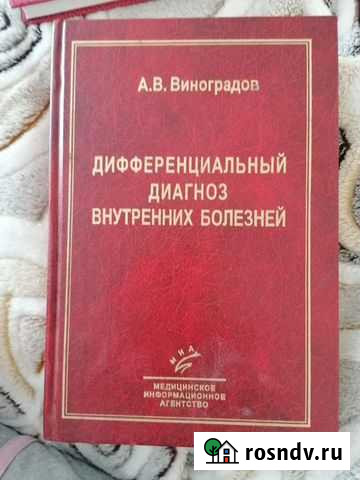 А.В. Виноградов
ДИФФЕРЕНЦИАЛЬНЫЙ
ДИАГНОЗ
ВНУТРЕННИХ БОЛЕЗНЕЙ
МИА
МЕДИЦИНСКОЕ
ИНФОРМАЦИОННОЕ
АГЕНТСТВО
rosndv.ru